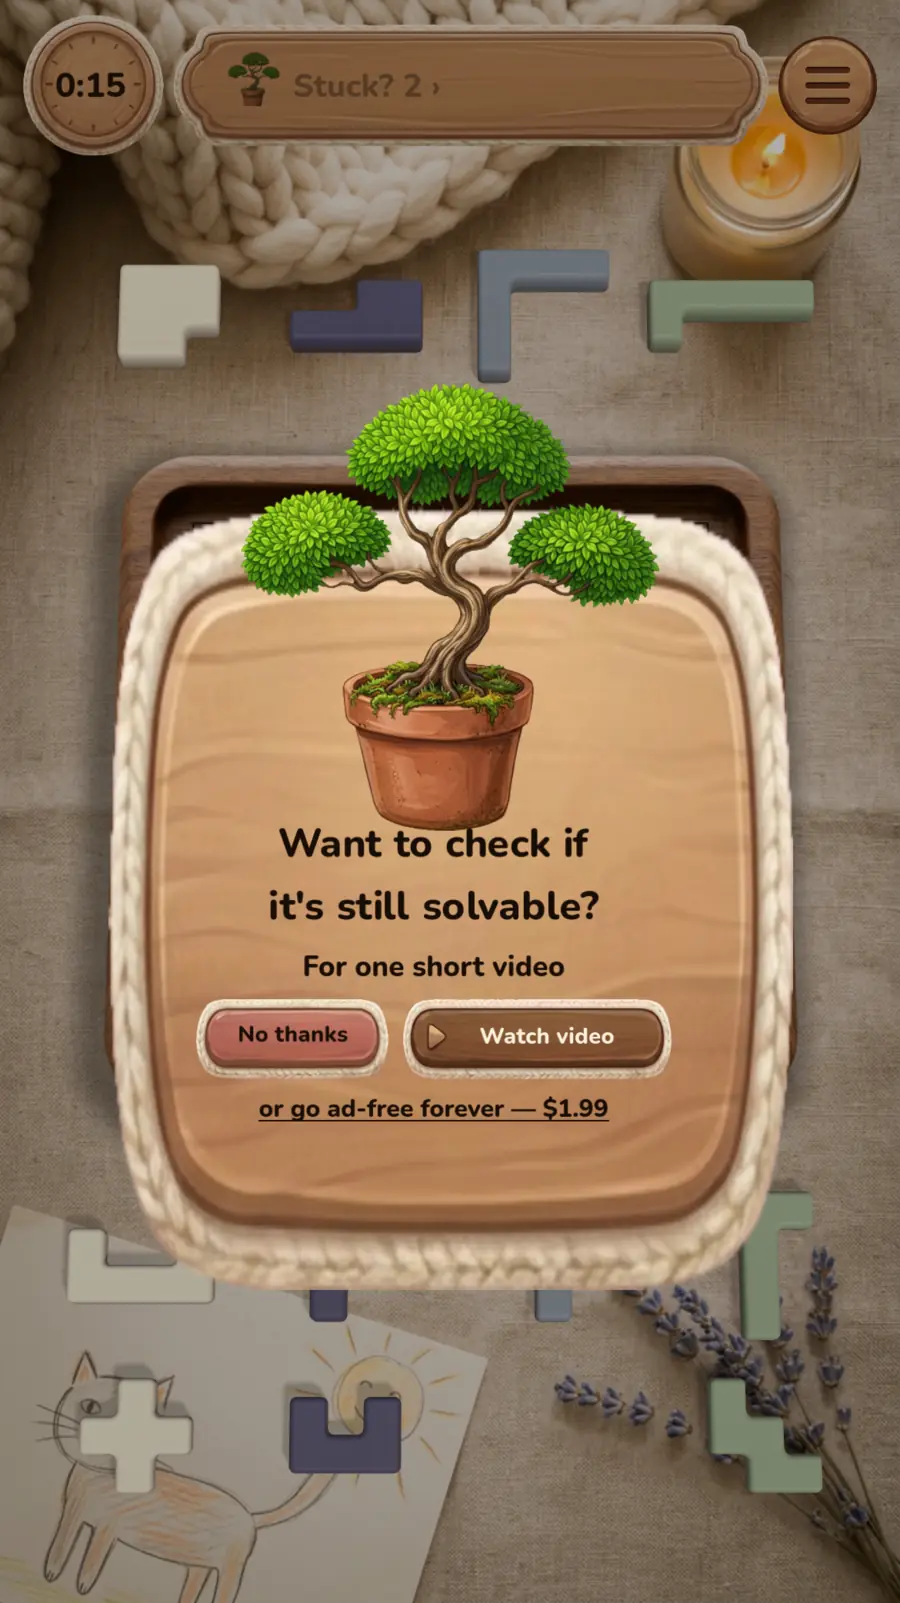 0:15
Stuck? 2 ›
Want to check if
it's still solvable?
For one short video
No thanks
Watch video
or go ad-free forever — $1.99